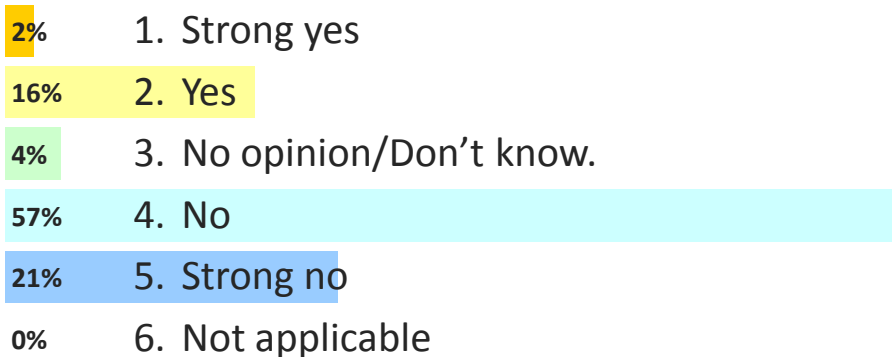 2% 1. Strong yes
16% 2. Yes
4% 3. No opinion/Don’t know.
57% 4. No
21% 5. Strong no
0% 6. Not applicable